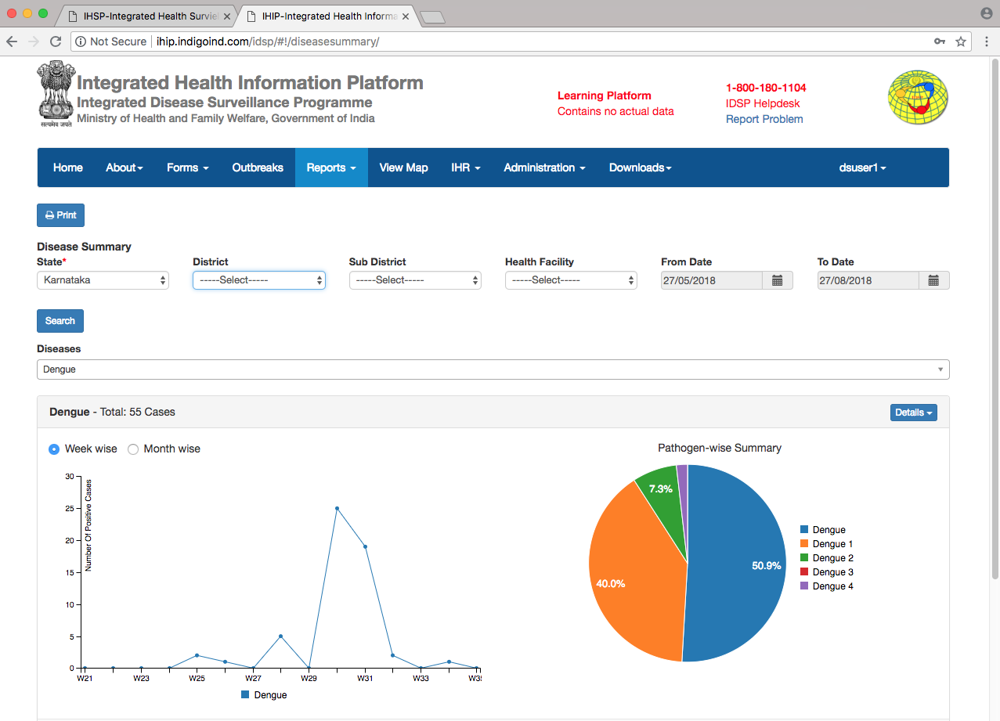 IHSP-Integrated Health Surviel
IHIP-Integrated Health Informa
Not Secure
ihip.indigoind.com/idsp/#!/diseasesummary/
Integrated Health Information Platform
Integrated Disease Surveillance Programme
Ministry of Health and Family Welfare, Government of India
सत्यमेव जयते
Learning Platform
Contains no actual data
1-800-180-1104
IDSP Helpdesk
Report Problem
Home About Forms Outbreaks Reports View Map IHR Administration Downloads dsuser1
Print
Disease Summary
State* District Sub District Health Facility From Date To Date
Karnataka -----Select----- -----Select----- -----Select----- 27/05/2018 27/08/2018
Search
Diseases
Dengue
Dengue - Total: 55 Cases Details
Week wise Month wise
Number Of Positive Cases
30
25
20
15
10
5
0
W21 W23 W25 W27 W29 W31 W33 W35
Dengue
Pathogen-wise Summary
7.3%
50.9%
40.0%
Dengue
Dengue 1
Dengue 2
Dengue 3
Dengue 4